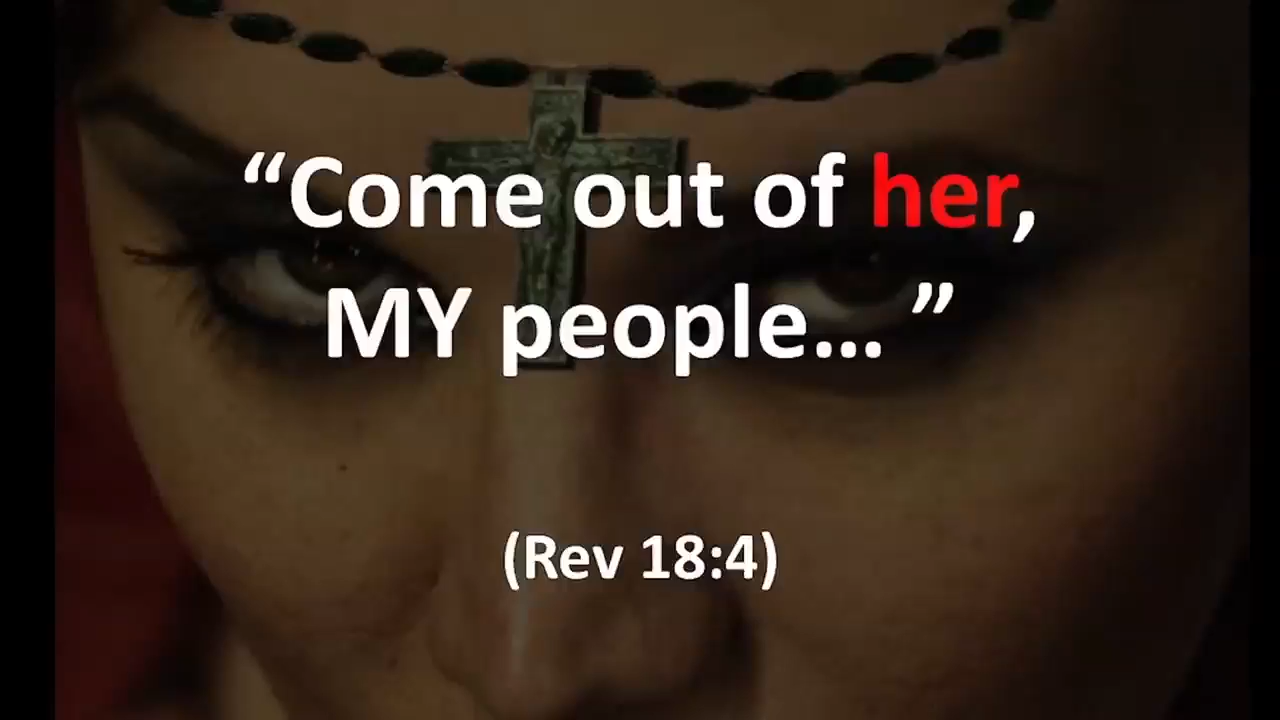 “Come out of her,
MY people… ”
(Rev 18:4)